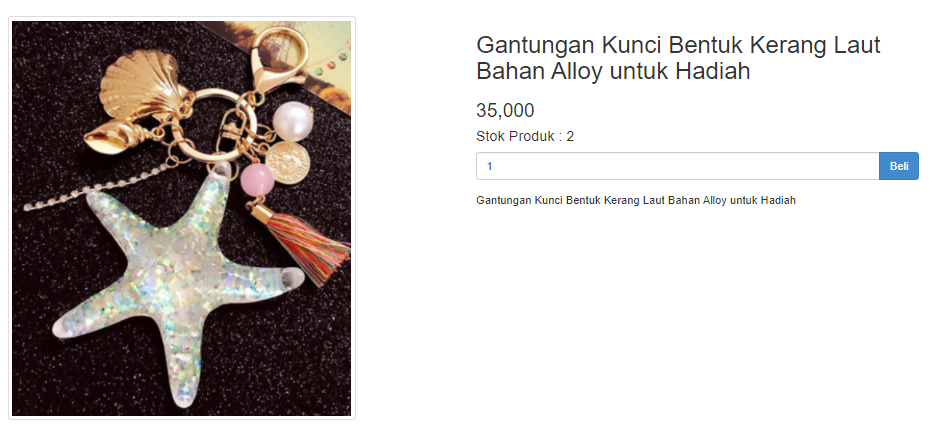 Gantungan Kunci Bentuk Kerang Laut
Bahan Alloy untuk Hadiah
35,000
Stok Produk : 2
1
Beli
Gantungan Kunci Bentuk Kerang Laut Bahan Alloy untuk Hadiah